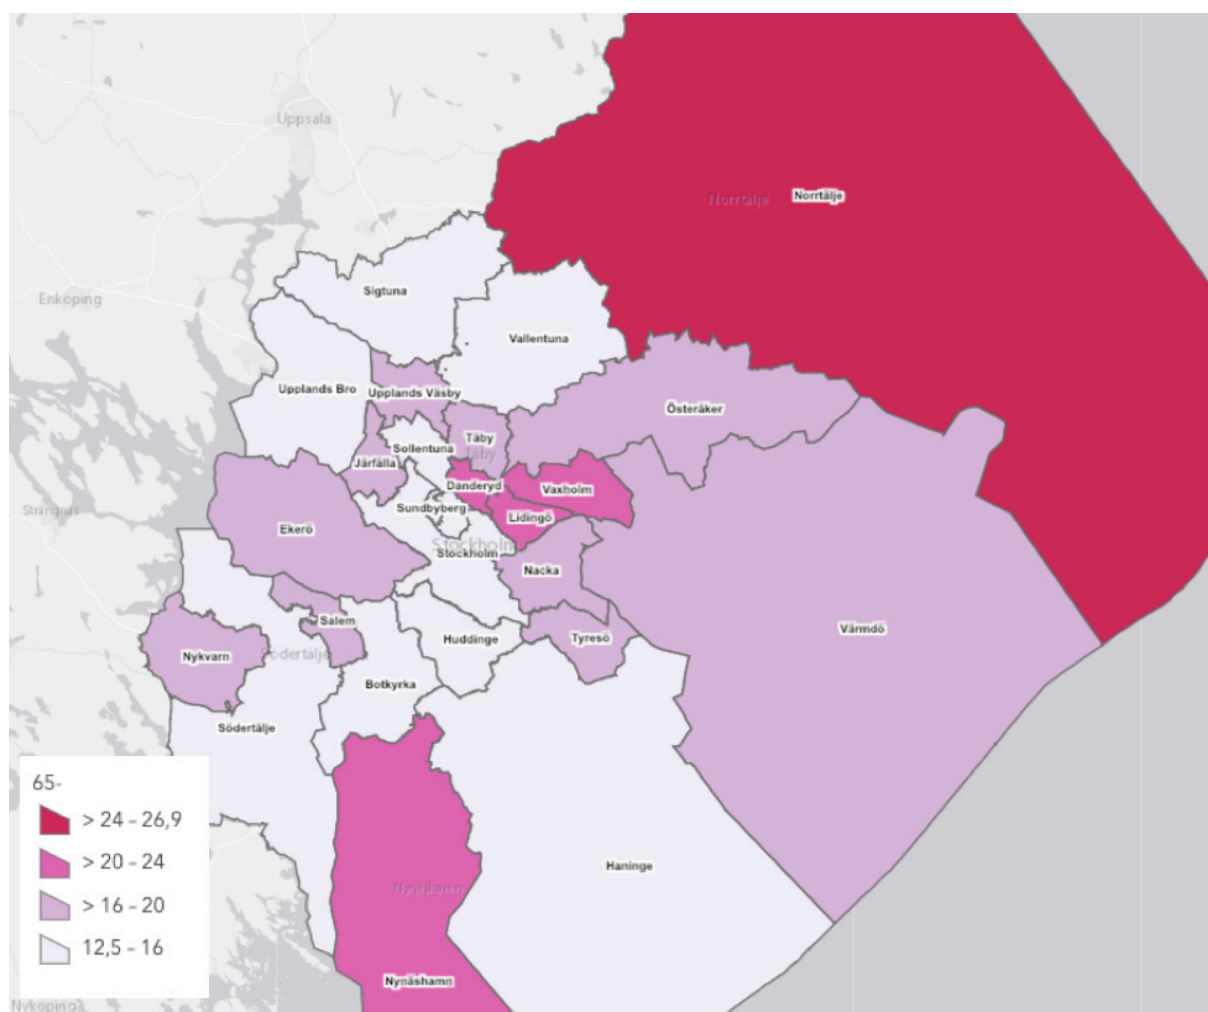 Uppsala
Norrtälje
Norrtälje
Sigtuna
Enköping
Vallentuna
Upplands Bro
Upplands Väsby
Österåker
Täby
Sollentuna
Täby
Järfälla
Danderyd
Vaxholm
Sundbyberg
Strängnäs
Lidingö
Ekerö
Stockholm
Stockholm
Nacka
Salem
Värmdö
Huddinge
Tyresö
Nykvarn
Södertälje
Botkyrka
Södertälje
65-
> 24 – 26,9
> 20 – 24
> 16 – 20
12,5 – 16
Haninge
Nynäshamn
Nynäshamn
Nyköping